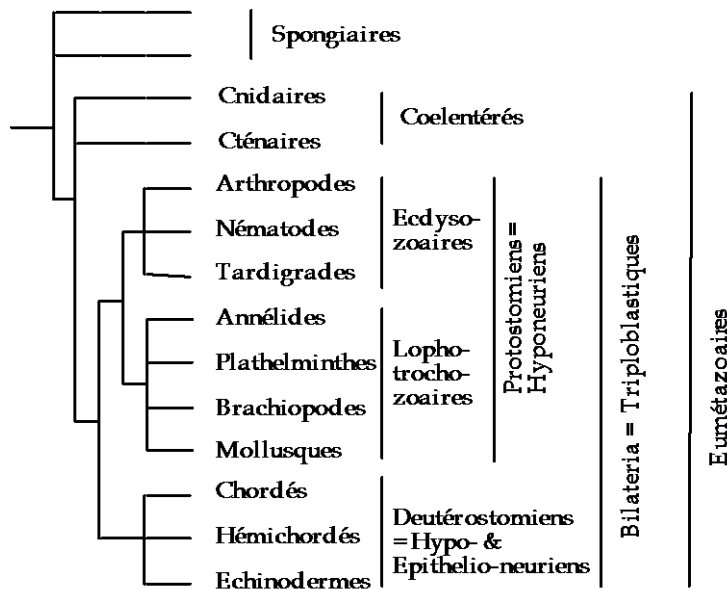 Spongiaires
Cnidaires
Coelentérés
Cténaires
Arthropodes
Ecdyso-
zoaires
Nématodes
Tardigrades
Annélides
Plathelminthes
Lopho-
trocho-
zoaires
Brachiopodes
Mollusques
Protostomiens =
Hyponeuriens
Chordés
Hémichordés
Echinodermes
Deutérostomiens
= Hypo- &
Epithelio-neuriens
Bilateria = Triploblastiques
Eumétazoaires